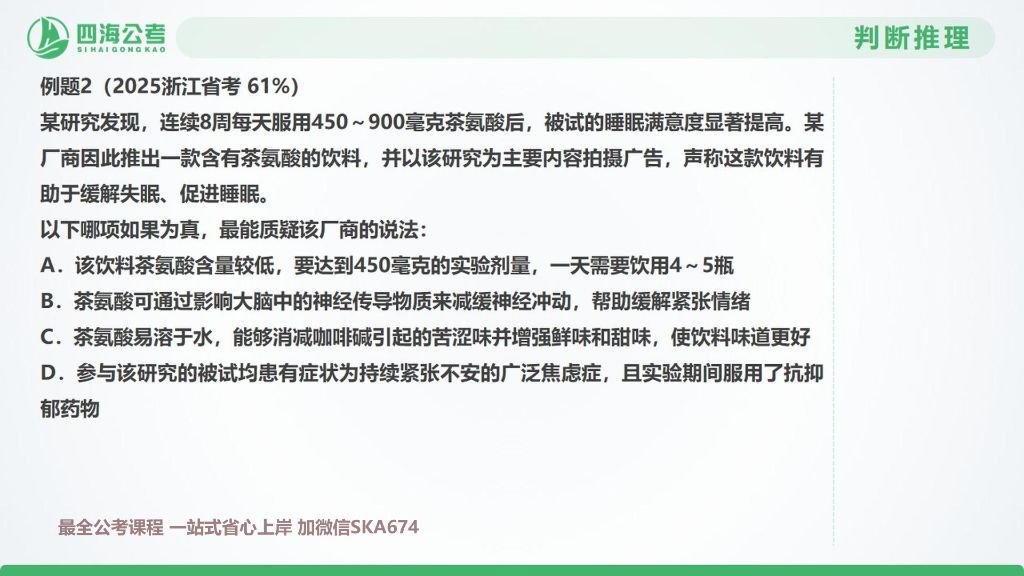 四海公考
SIHAIGONGKAO
判断推理
例题2（2025浙江省考 61%）
某研究发现，连续8周每天服用450～900毫克茶氨酸后，被试的睡眠满意度显著提高。某
厂商因此推出一款含有茶氨酸的饮料，并以该研究为主要内容拍摄广告，声称这款饮料有
助于缓解失眠、促进睡眠。
以下哪项如果为真，最能质疑该厂商的说法：
A．该饮料茶氨酸含量较低，要达到450毫克的实验剂量，一天需要饮用4～5瓶
B．茶氨酸可通过影响大脑中的神经传导物质来减缓神经冲动，帮助缓解紧张情绪
C．茶氨酸易溶于水，能够消减咖啡碱引起的苦涩味并增强鲜味和甜味，使饮料味道更好
D．参与该研究的被试均患有症状为持续紧张不安的广泛焦虑症，且实验期间服用了抗抑
郁药物
最全公考课程 一站式省心上岸 加微信SKA674